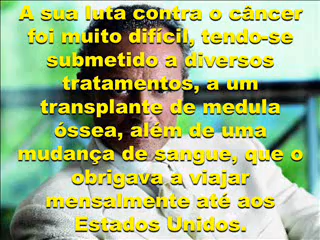 A sua luta contra o câncer
foi muito difícil, tendo-se
submetido a diversos
tratamentos, a um
transplante de medula
óssea, além de uma
mudança de sangue, que o
obrigava a viajar
mensalmente até aos
Estados Unidos.